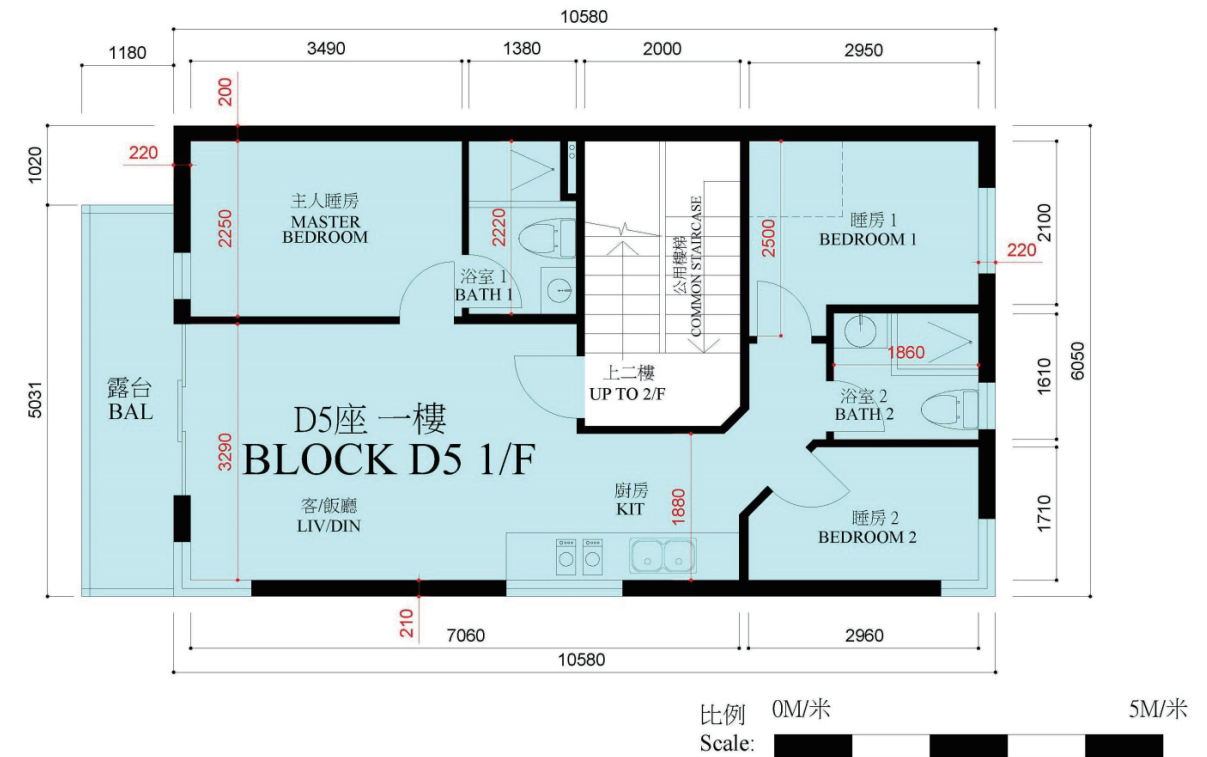 10580
1180
3490
1380
2000
2950
200
1020
220
主人睡房
MASTER
BEDROOM
2250
2220
浴室 1
BATH 1
公用樓梯
COMMON STAIRCASE
2500
睡房 1
BEDROOM 1
2100
220
上二樓
UP TO 2/F
1860
浴室 2
BATH 2
1610
6050
5031
露台
BAL
D5座 一樓
BLOCK D5 1/F
3290
客/飯廳
LIV/DIN
廚房
KIT
1880
睡房 2
BEDROOM 2
1710
210
7060
2960
10580
比例
Scale:
0M/米
5M/米